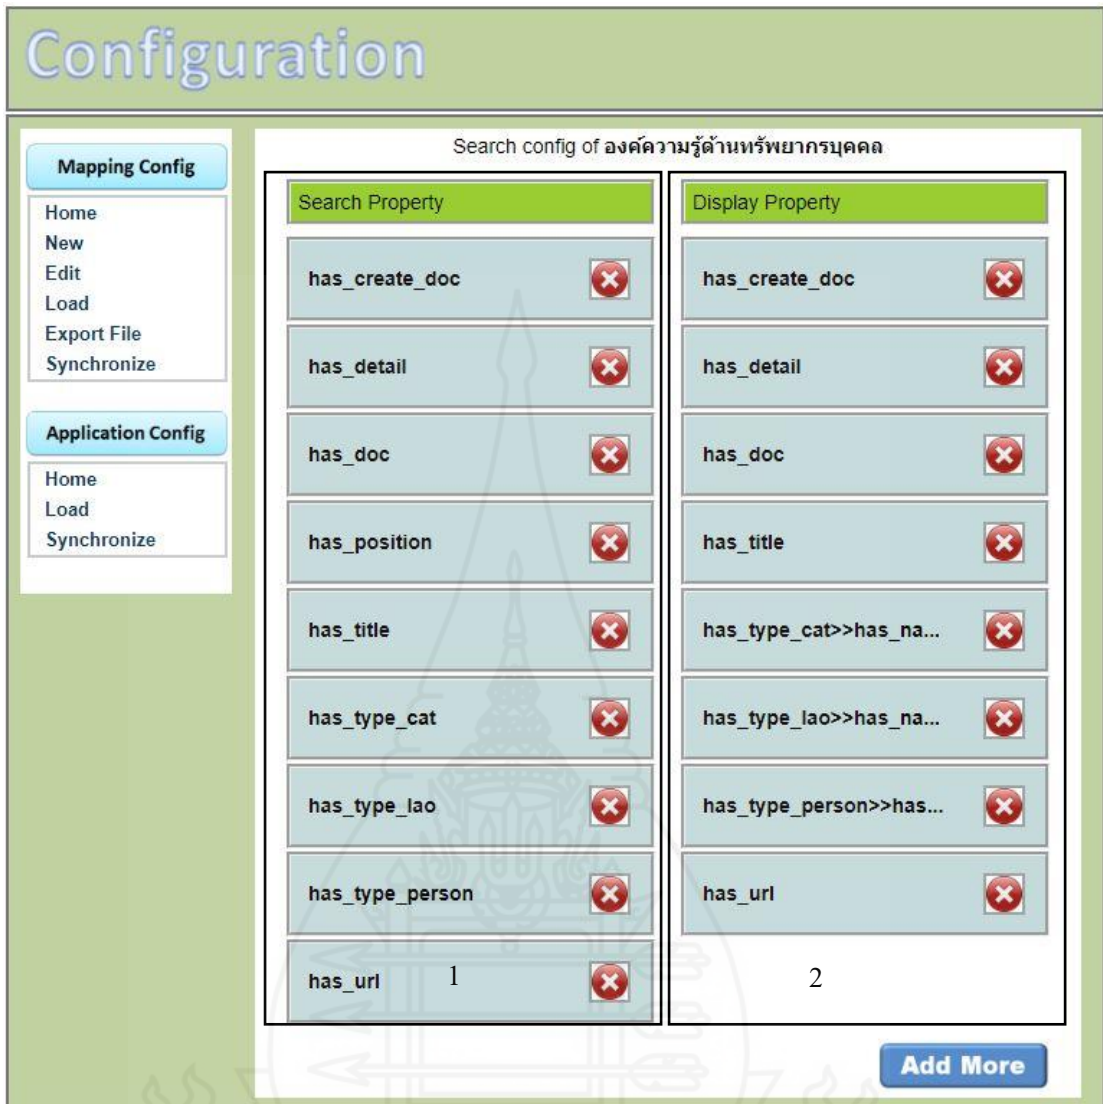 Configuration
Mapping Config
Home
New
Edit
Load
Export File
Synchronize
Application Config
Home
Load
Synchronize
Search config of องค์ความรู้ด้านทรัพยากรบุคคล
Search Property
has_create_doc
has_detail
has_doc
has_position
has_title
has_type_cat
has_type_lao
has_type_person
has_url
1
Display Property
has_create_doc
has_detail
has_doc
has_title
has_type_cat>>has_na...
has_type_lao>>has_na...
has_type_person>>has...
has_url
2
Add More